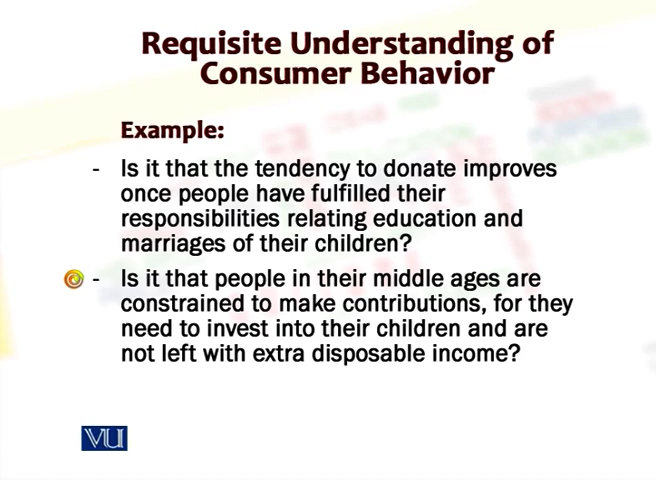 Requisite Understanding of
Consumer Behavior
Example:
- Is it that the tendency to donate improves
once people have fulfilled their
responsibilities relating education and
marriages of their children?
- Is it that people in their middle ages are
constrained to make contributions, for they
need to invest into their children and are
not left with extra disposable income?
VU